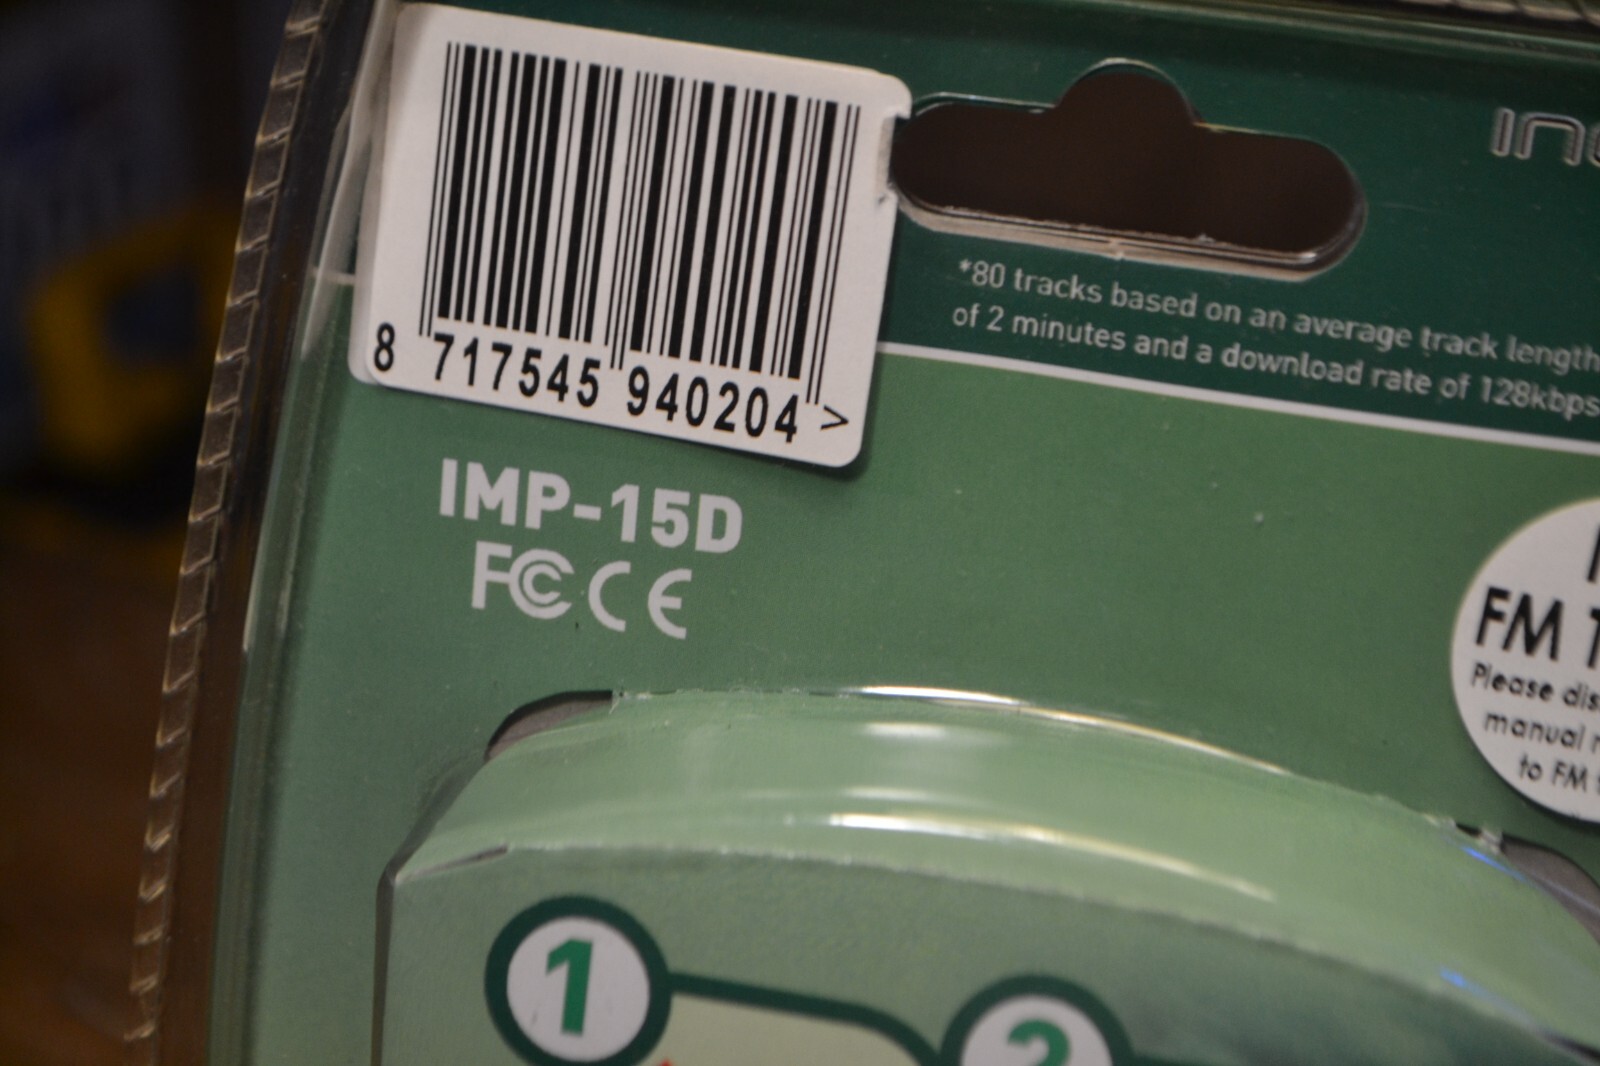 8 717545 940204 >
*80 tracks based on an average track length
of 2 minutes and a download rate of 128kbps
IMP-15D
FC CE
FM
Please
manual
to FM
1
2